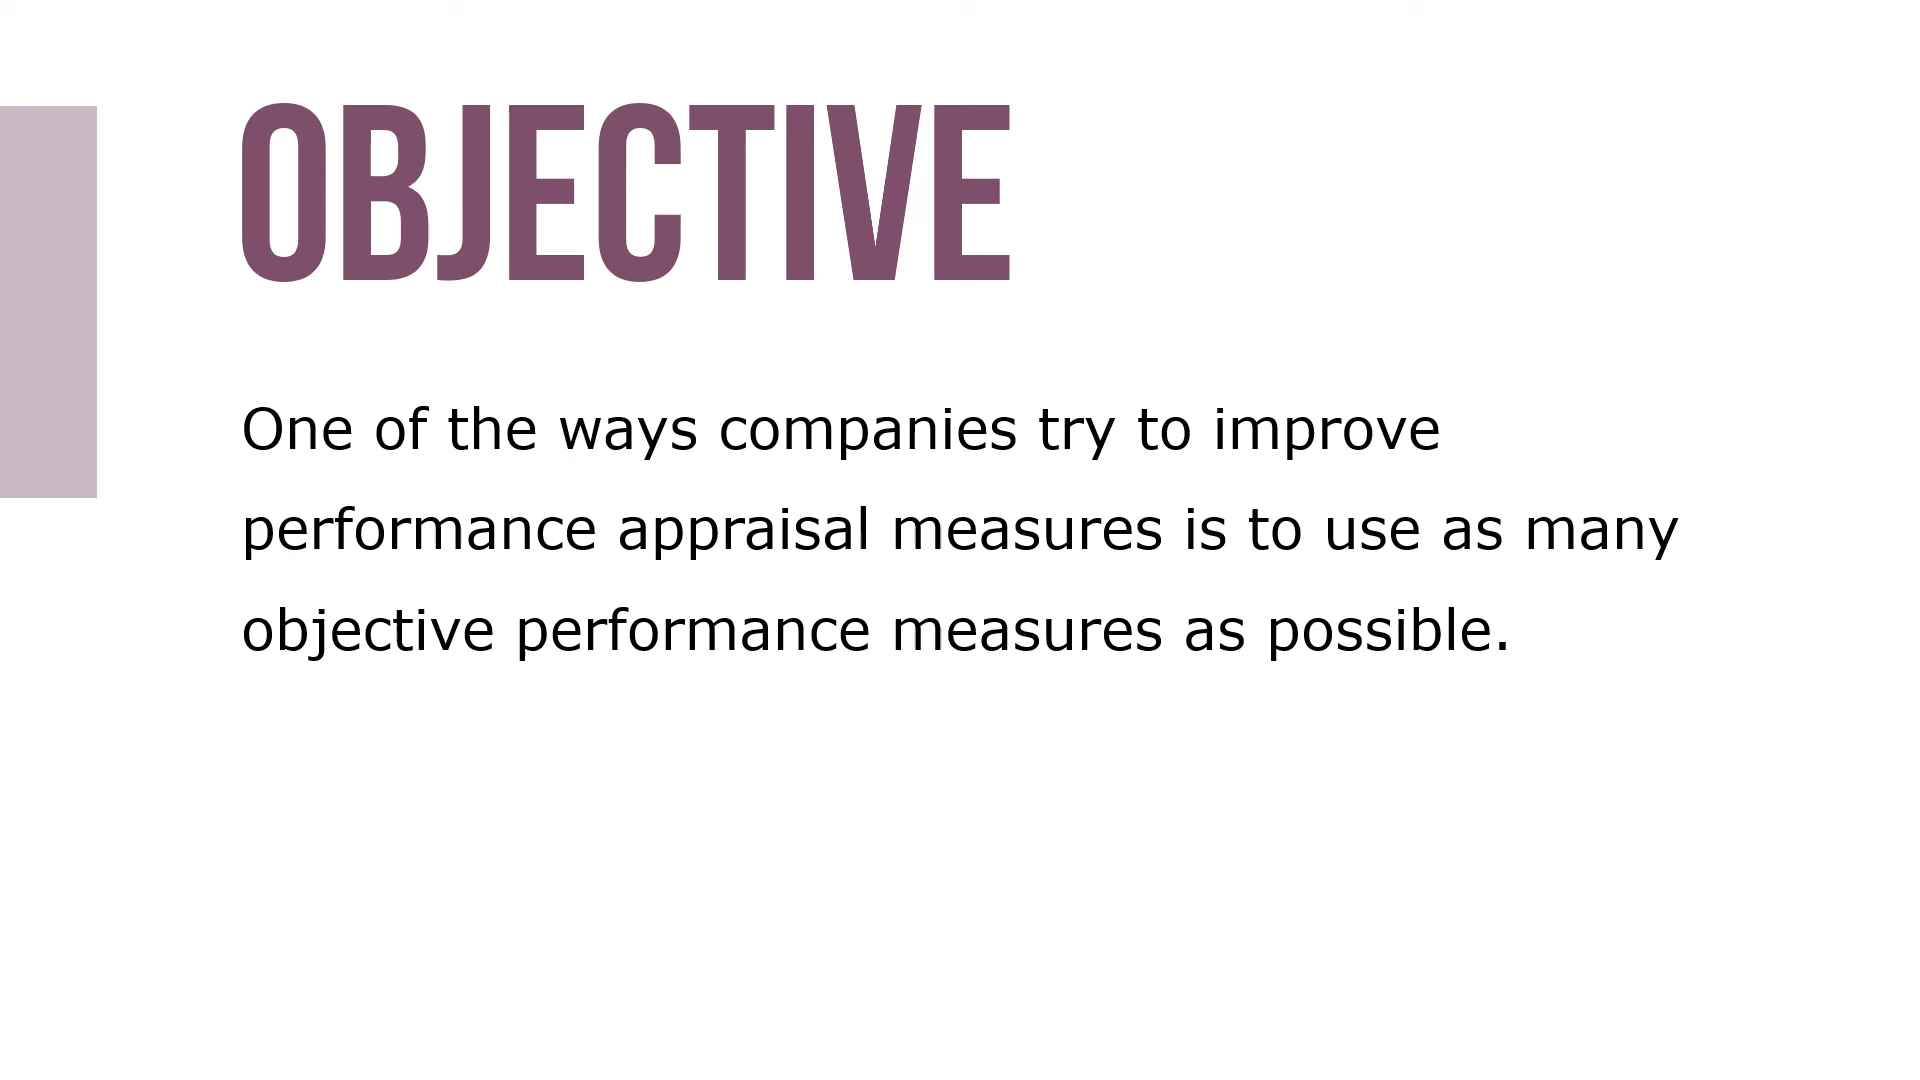 OBJECTIVE
One of the ways companies try to improve
performance appraisal measures is to use as many
objective performance measures as possible.